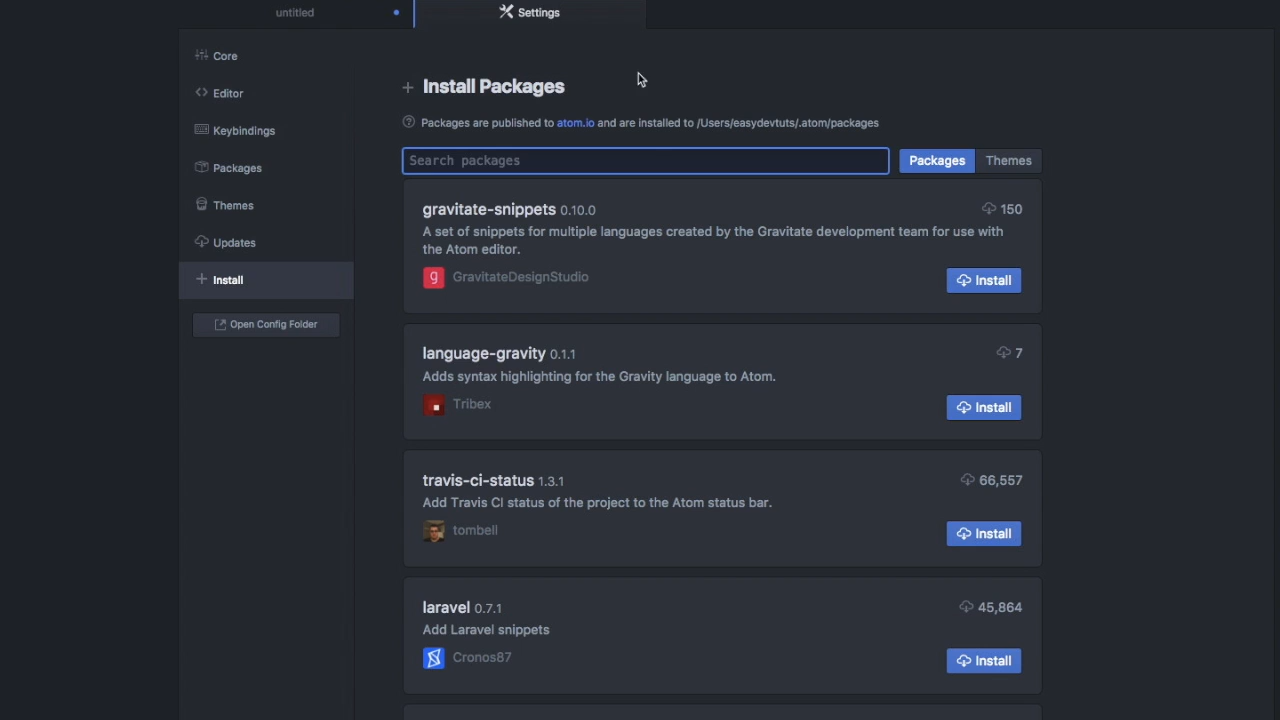 untitled
Settings
Core
Editor
Keybindings
Packages
Themes
Updates
Install
Open Config Folder
Install Packages
Packages are published to atom.io and are installed to /Users/easydevtuts/.atom/packages
Search packages
Packages
Themes
gravitate-snippets 0.10.0
150
A set of snippets for multiple languages created by the Gravitate development team for use with
the Atom editor.
g
GravitateDesignStudio
Install
language-gravity 0.1.1
7
Adds syntax highlighting for the Gravity language to Atom.
Tribex
Install
travis-ci-status 1.3.1
66,557
Add Travis CI status of the project to the Atom status bar.
tombell
Install
laravel 0.7.1
45,864
Add Laravel snippets
Cronos87
Install